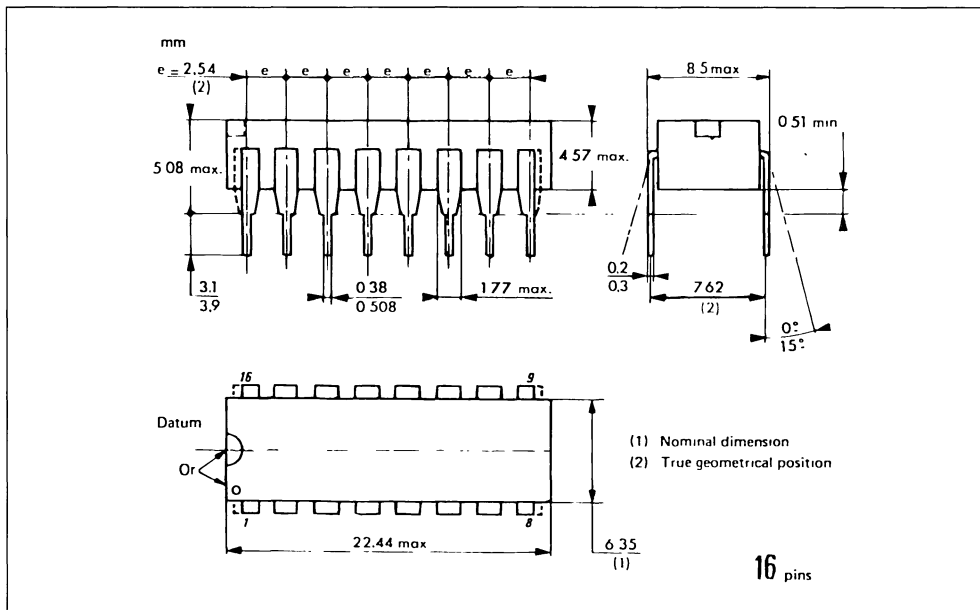 mm
e = 2.54
(2)
e e e e e e e
8 5 max
0 51 min
5 08 max.
4 57 max.
3.1
3,9
0 38
0 508
1 77 max.
0.2
0,3
7 62
(2)
0°
15°
16 9
Datum
Or
1 8
22.44 max
6 35
(1)
(1) Nominal dimension
(2) True geometrical position
16 pins